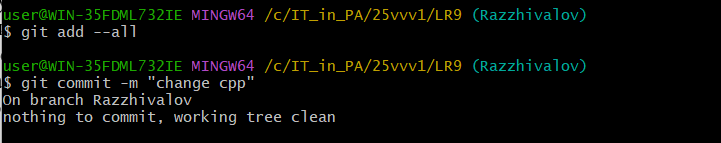 user@WIN-35FDML732IE MINGW64 /c/IT_in_PA/25vvv1/LR9 (Razzhivalov)
$ git add --all
user@WIN-35FDML732IE MINGW64 /c/IT_in_PA/25vvv1/LR9 (Razzhivalov)
$ git commit -m "change cpp"
On branch Razzhivalov
nothing to commit, working tree clean